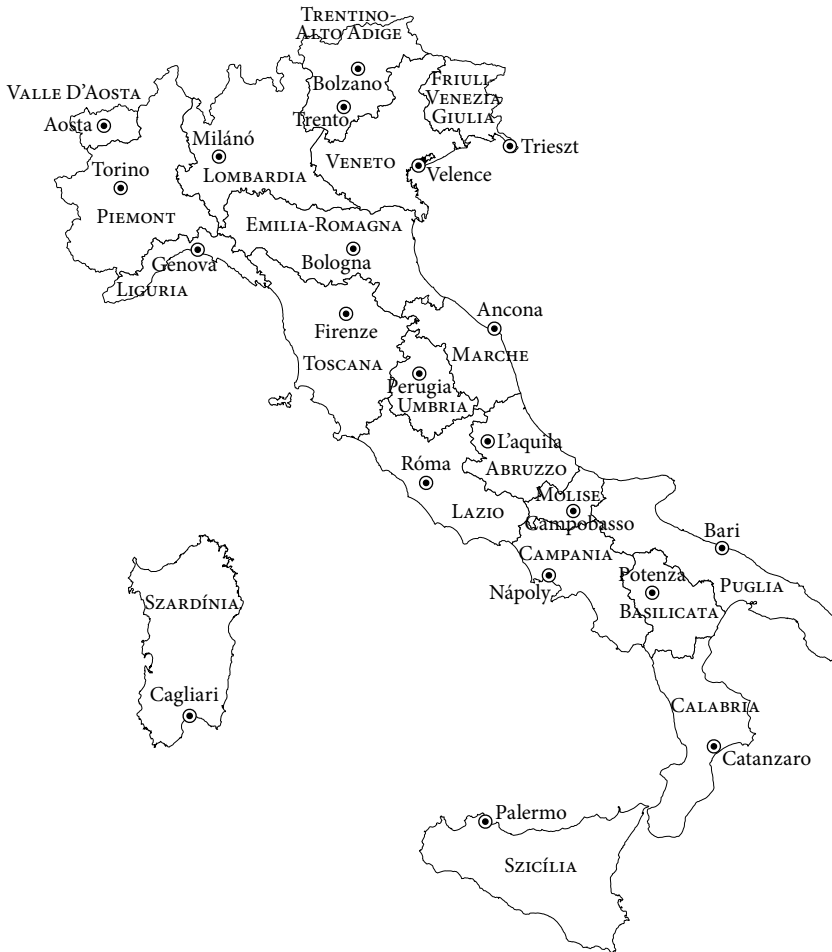 TRENTINO-
ALTO ADIGE
Bolzano
FRIULI-
VENEZIA
GIULIA
VALLE D'AOSTA
Aosta
Trento
Milánó
Trieszt
VENETO
Torino
LOMBARDIA
Velence
PIEMONT
EMILIA-ROMAGNA
Genova
Bologna
LIGURIA
Ancona
Firenze
MARCHE
TOSCANA
Perugia
UMBRIA
L'aquila
Róma
ABRUZZO
MOLISE
LAZIO
Campobasso
Bari
CAMPANIA
Potenza
PUGLIA
Nápoly
SZARDÍNIA
BASILICATA
Cagliari
CALABRIA
Catanzaro
Palermo
SZICÍLIA